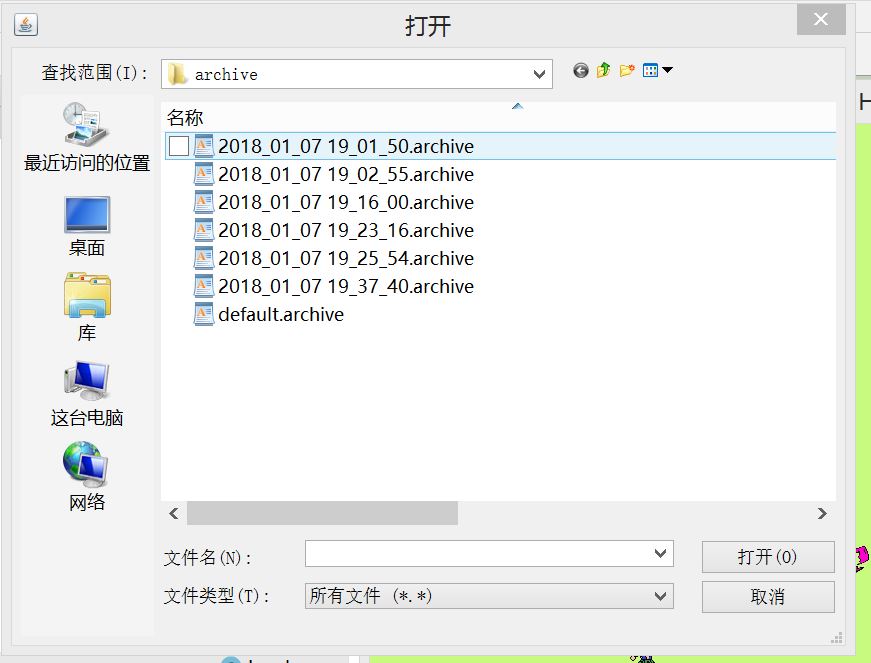 打开
查找范围(I):
archive
名称
2018_01_07 19_01_50.archive
2018_01_07 19_02_55.archive
2018_01_07 19_16_00.archive
2018_01_07 19_23_16.archive
2018_01_07 19_25_54.archive
2018_01_07 19_37_40.archive
default.archive
最近访问的位置
桌面
库
这台电脑
网络
文件名(N):
打开(O)
文件类型(T):
所有文件 (*.*)
取消